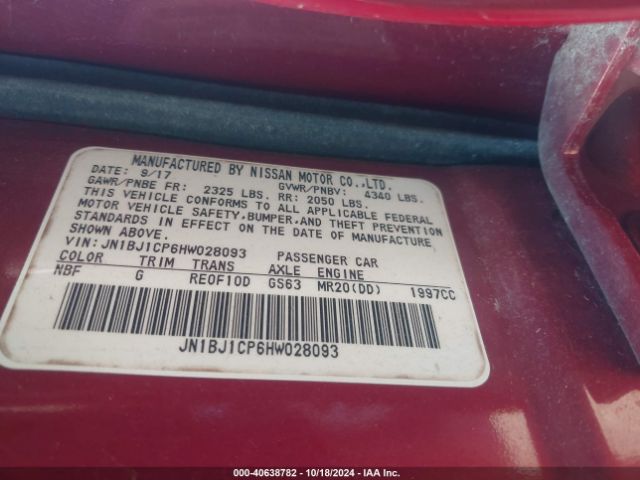 MANUFACTURED BY NISSAN MOTOR CO.,LTD.
DATE: 9/17 GVWR/PNBV: 4340 LBS.
GAWR/PNBE FR: 2325 LBS. RR: 2050 LBS.
THIS VEHICLE CONFORMS TO ALL APPLICABLE FEDERAL
MOTOR VEHICLE SAFETY,BUMPER,AND THEFT PREVENTION
STANDARDS IN EFFECT ON THE DATE OF MANUFACTURE
SHOWN ABOVE.
VIN: JN1BJ1CP6HW028093 PASSENGER CAR
COLOR TRIM TRANS AXLE ENGINE
NBF G RE0F10D GS63 MR20(DD) 1997CC
JN1BJ1CP6HW028093
000-40638782 - 10/18/2024 - IAAI.COM